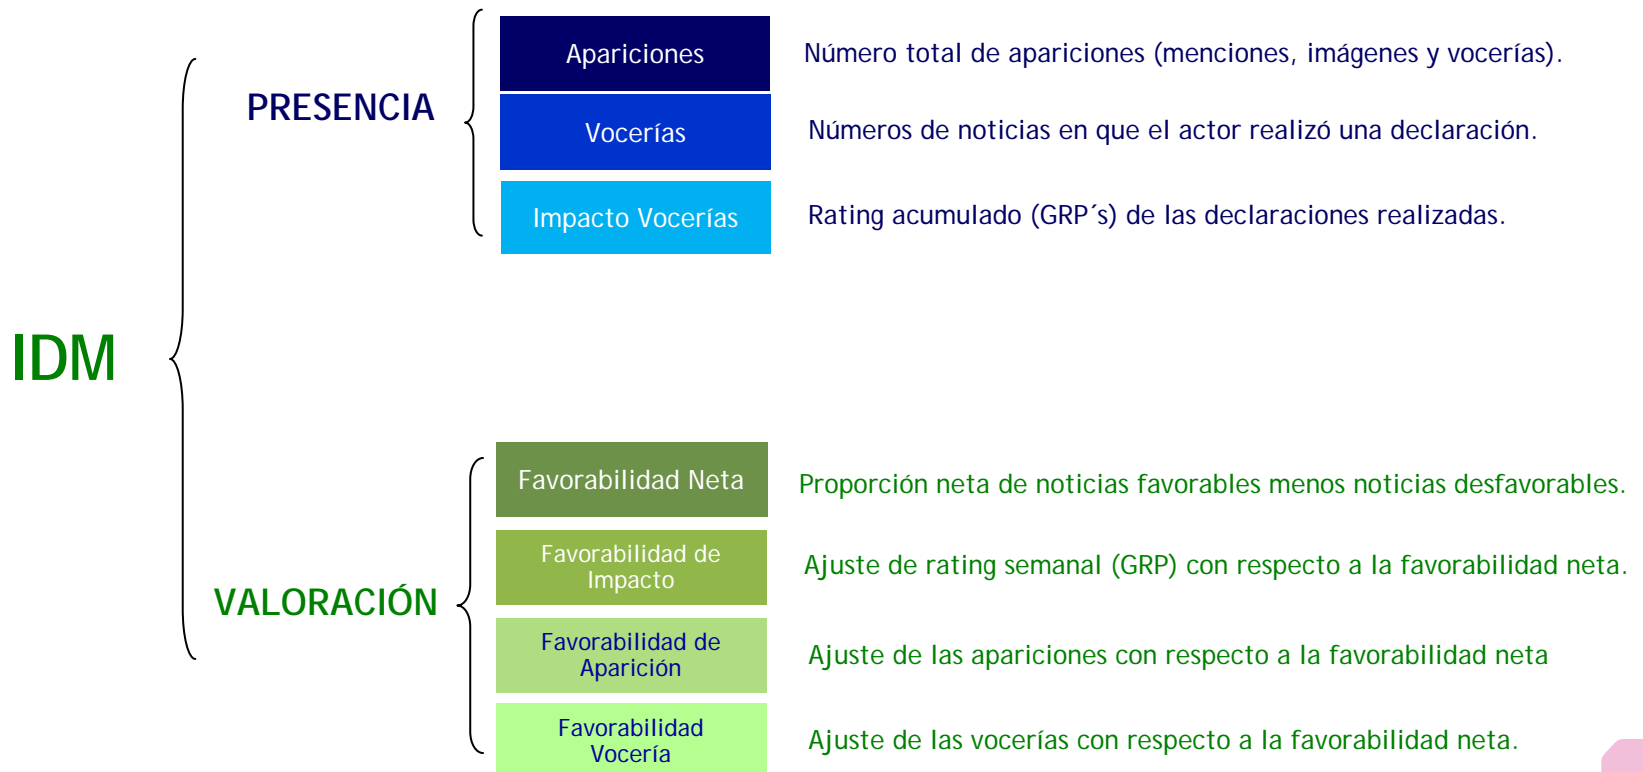 IDM
PRESENCIA
Apariciones
Número total de apariciones (menciones, imágenes y vocerías).
Vocerías
Números de noticias en que el actor realizó una declaración.
Impacto Vocerías
Rating acumulado (GRP´s) de las declaraciones realizadas.
VALORACIÓN
Favorabilidad Neta
Proporción neta de noticias favorables menos noticias desfavorables.
Favorabilidad de
Impacto
Ajuste de rating semanal (GRP) con respecto a la favorabilidad neta.
Favorabilidad de
Aparición
Ajuste de las apariciones con respecto a la favorabilidad neta
Favorabilidad
Vocería
Ajuste de las vocerías con respecto a la favorabilidad neta.